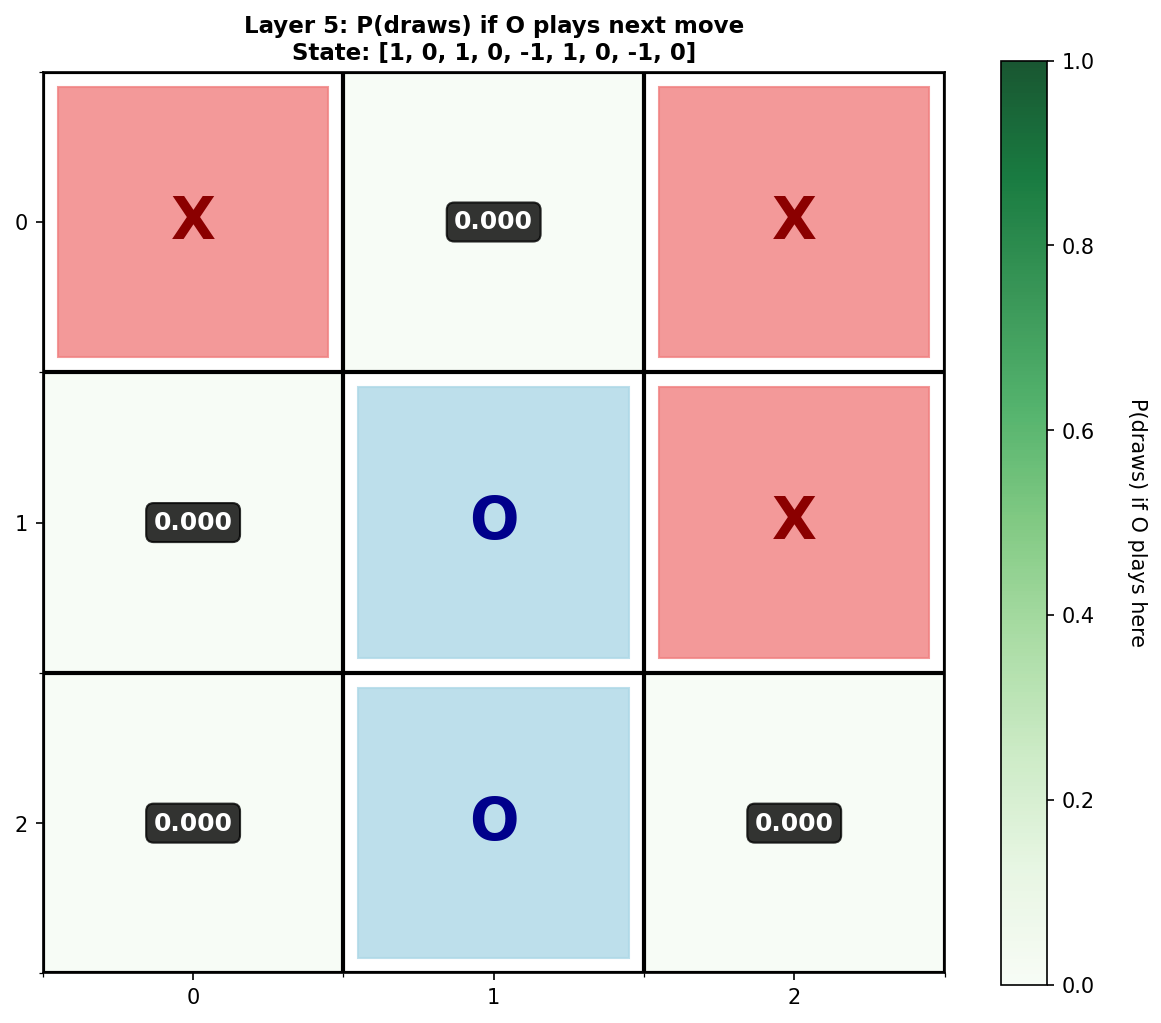 Layer 5: P(draws) if O plays next move
State: [1, 0, 1, 0, -1, 1, 0, -1, 0]
X
0.000
X
0
0.000
O
X
1
0.000
O
0.000
2
0
1
2
1.0
0.8
0.6
0.4
0.2
0.0
P(draws) if O plays here